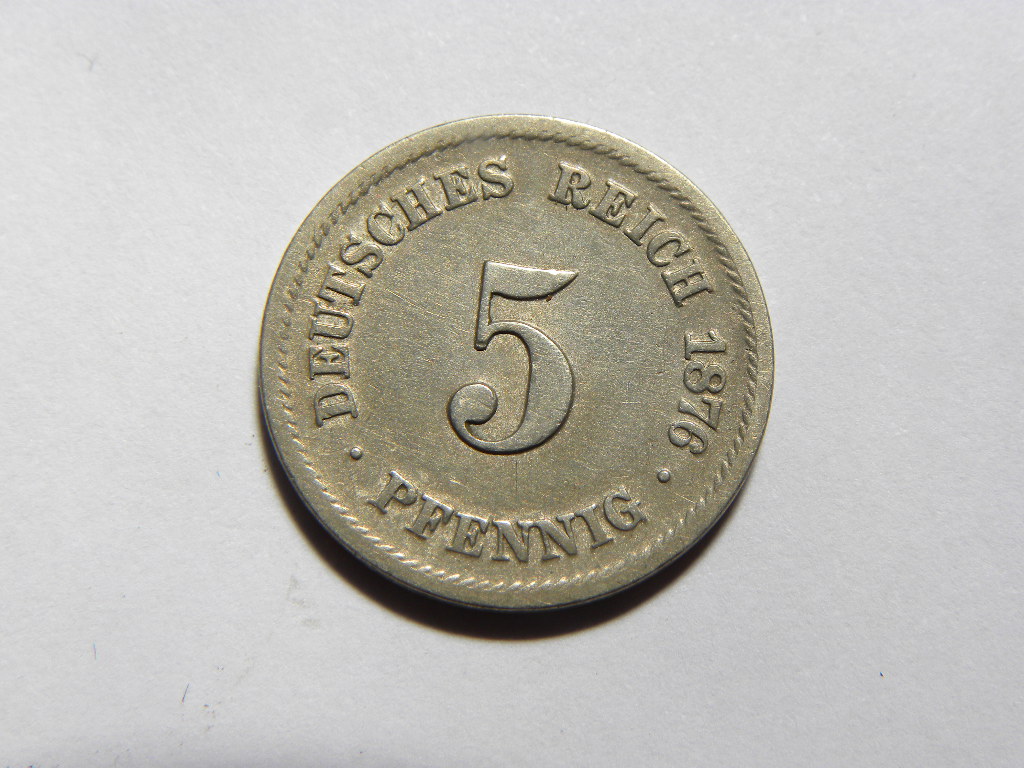 DEUTSCHES REICH 1876
5
· PFENNIG ·